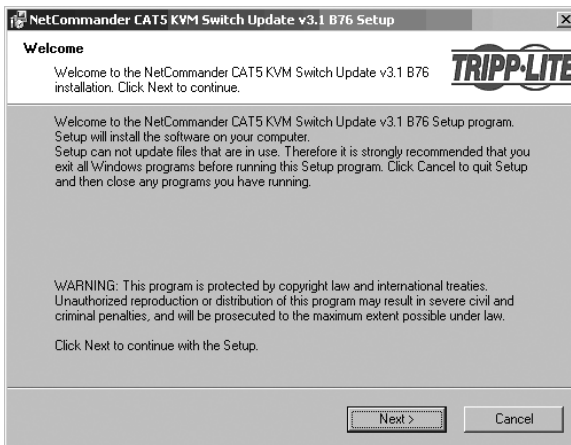 NetCommander CAT5 KVM Switch Update v3.1 B76 Setup
Welcome
Welcome to the NetCommander CAT5 KVM Switch Update v3.1 B76
installation. Click Next to continue.
TRIPP·LITE
Welcome to the NetCommander CAT5 KVM Switch Update v3.1 B76 Setup program.
Setup will install the software on your computer.
Setup can not update files that are in use. Therefore it is strongly recommended that you
exit all Windows programs before running this Setup program. Click Cancel to quit Setup
and then close any programs you have running.
WARNING: This program is protected by copyright law and international treaties.
Unauthorized reproduction or distribution of this program may result in severe civil and
criminal penalties, and will be prosecuted to the maximum extent possible under law.
Click Next to continue with the Setup.
Next >
Cancel